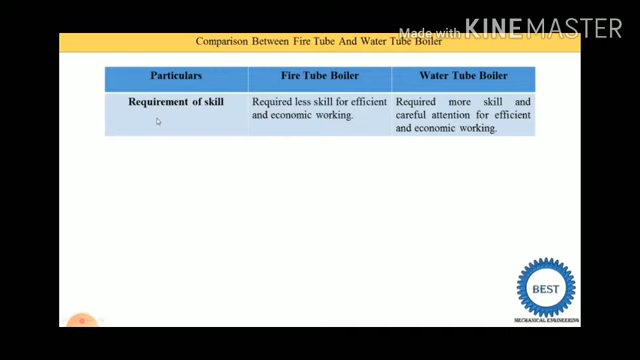 Made with KINEMASTER
Comparison Between Fire Tube And Water Tube Boiler
Particulars Fire Tube Boiler Water Tube Boiler
Requirement of skill Required less skill for efficient Required more skill and
and economic working. careful attention for efficient
and economic working.
BEST
MECHANICAL ENGINEERING